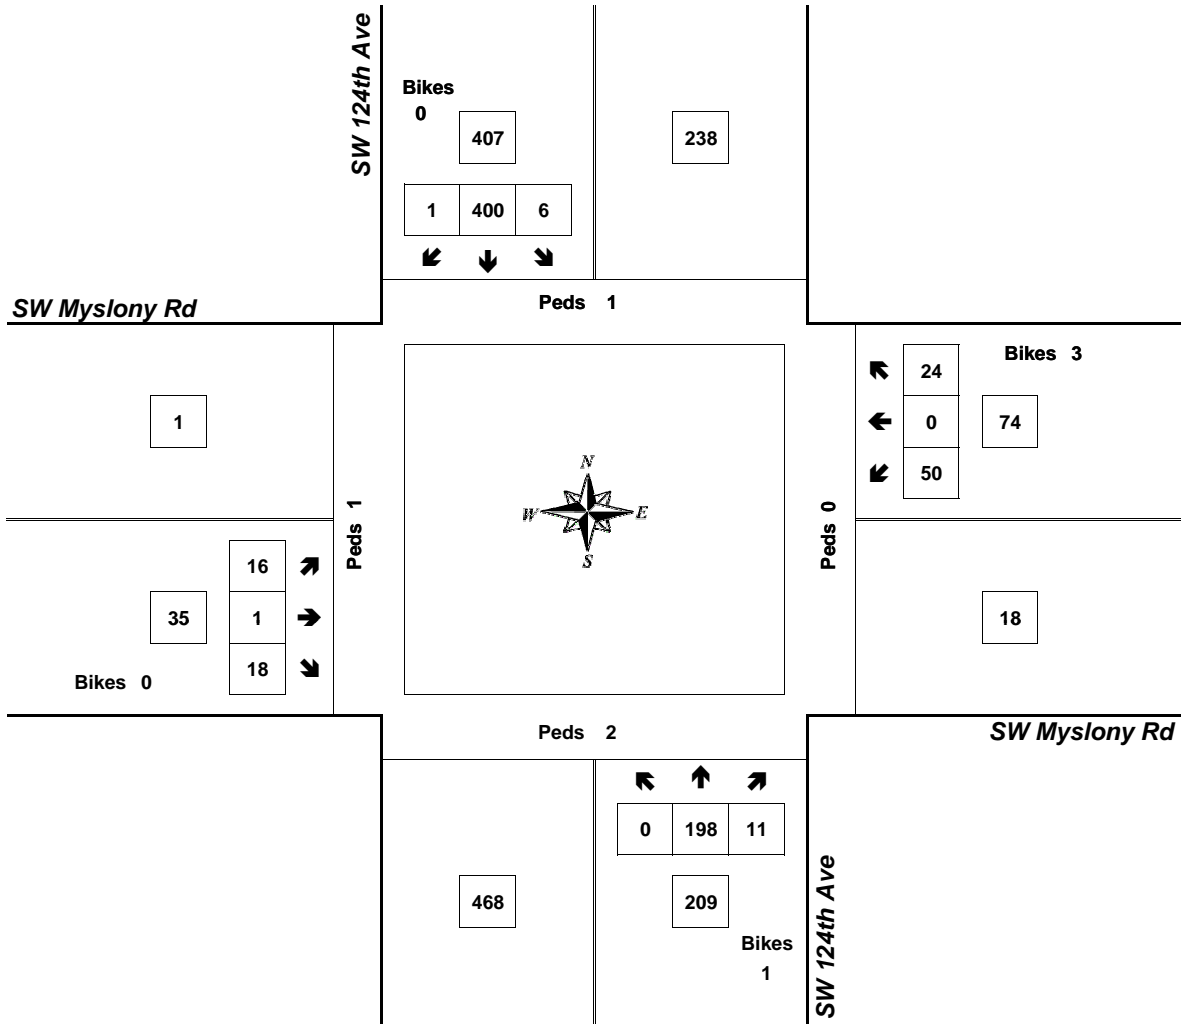 SW 124th Ave
Bikes
0
407
238
1 400 6
SW Myslony Rd
Peds 1
24
Bikes 3
1
0
74
50
N
W E
S
Peds 1
Peds 0
16
35
1
18
18
Bikes 0
Peds 2
SW Myslony Rd
0 198 11
468
209
SW 124th Ave
Bikes
1